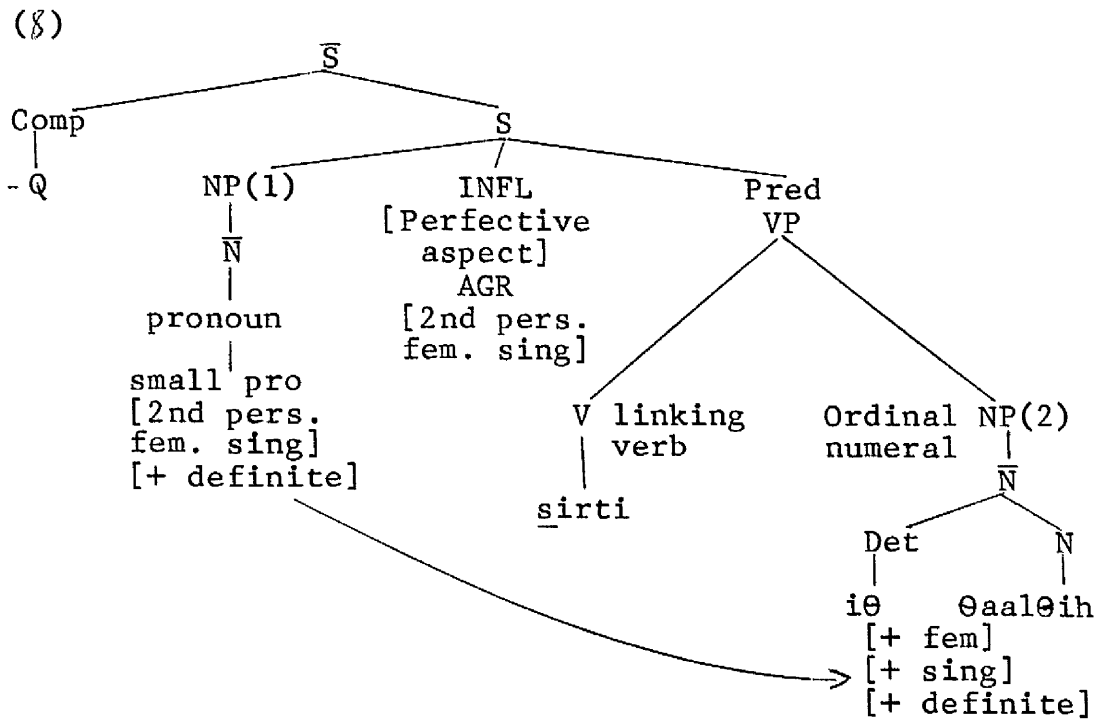 (8)
S̅
Comp
S
- Q
NP(1)
INFL
Pred
[Perfective
VP
N̅
aspect]
AGR
pronoun
[2nd pers.
fem. sing]
small pro
[2nd pers.
V linking
Ordinal NP(2)
fem. sing]
verb
numeral
[+ definite]
N̅
s̲irti
Det
N
iθ
θaalθih
[+ fem]
[+ sing]
[+ definite]